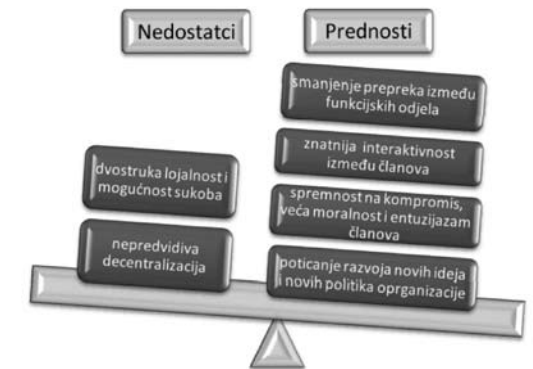 Nedostatci
Prednosti
smanjenje prepreka između
funkcijskih odjela
znatnija interaktivnost
između članova
spremnost na kompromis,
veća moralnost i entuzijazam
članova
poticanje razvoja novih ideja
i novih politika oprganizacije
dvostruka lojalnost i
mogućnost sukoba
nepredvidiva
decentralizacija